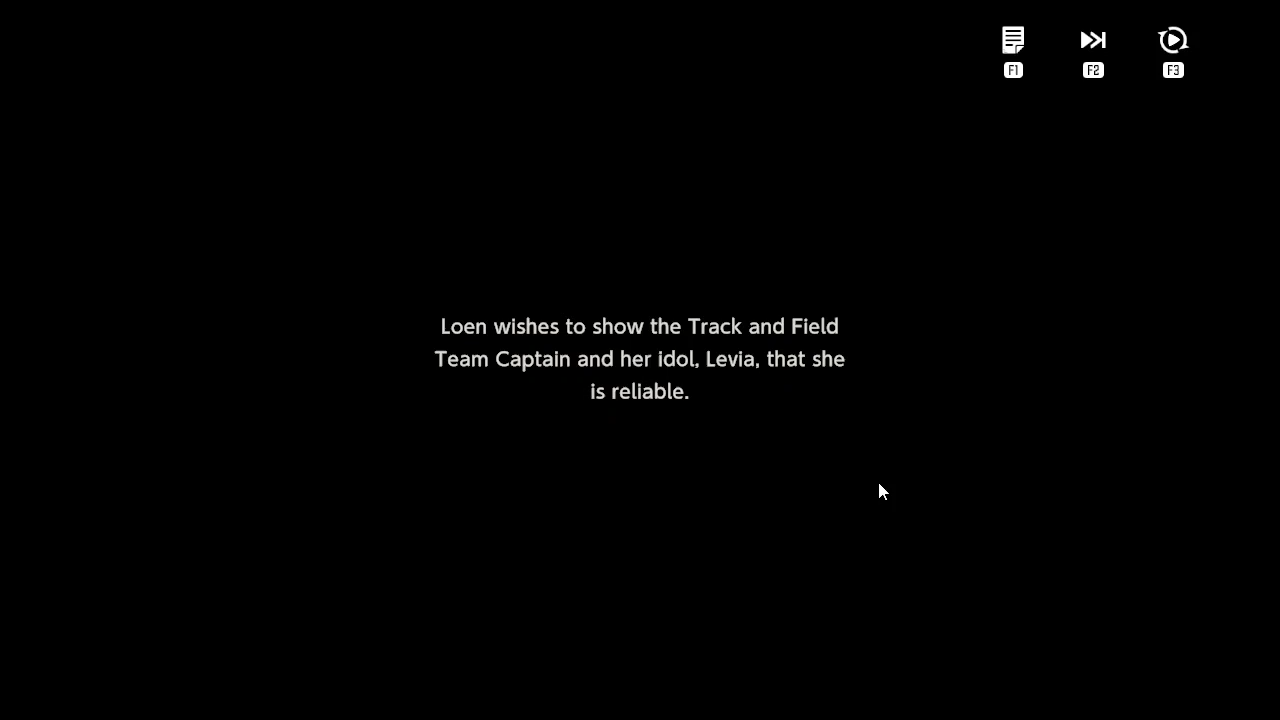 F1 F2 F3
Loen wishes to show the Track and Field
Team Captain and her idol, Levia, that she
is reliable.